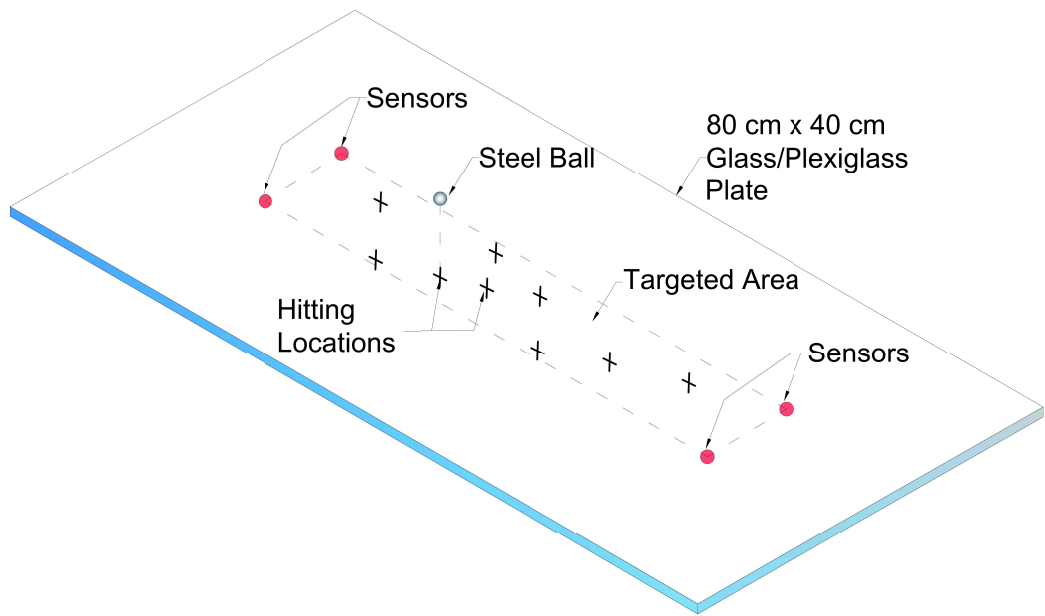 Sensors
80 cm x 40 cm
Glass/Plexiglass
Plate
Steel Ball
Targeted Area
Hitting
Locations
Sensors